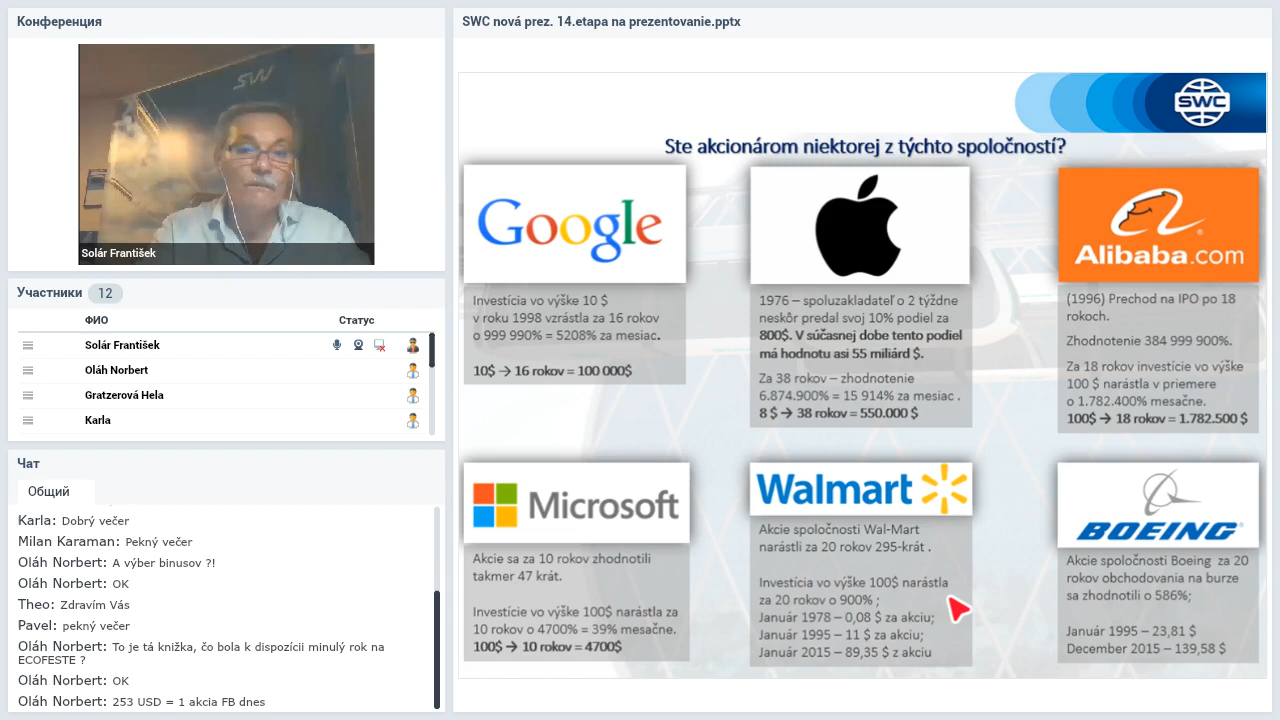 Конференция
SW
Solár František
Участники 12
ФИО Статус
Solár František
Oláh Norbert
Gratzerová Hela
Karla
Чат
Общий
Karla: Dobrý večer
Milan Karaman: Pekný večer
Oláh Norbert: A výber binusov ?!
Oláh Norbert: OK
Theo: Zdravím Vás
Pavel: pekný večer
Oláh Norbert: To je tá knižka, čo bola k dispozícii minulý rok na
ECOFESTE ?
Oláh Norbert: OK
Oláh Norbert: 253 USD = 1 akcia FB dnes
SWC nová prez. 14.etapa na prezentovanie.pptx
SWC
Ste akcionárom niektorej z týchto spoločností?
Google
Investícia vo výške 10 $
v roku 1998 vzrástla za 16 rokov
o 999 990% = 5208% za mesiac.
10$ → 16 rokov = 100 000$
1976 – spoluzakladateľ o 2 týždne
neskôr predal svoj 10% podiel za
800$. V súčasnej dobe tento podiel
má hodnotu asi 55 miliárd $.
Za 38 rokov – zhodnotenie
6.874.900% = 15 914% za mesiac .
8 $ → 38 rokov = 550.000 $
Alibaba.com
(1996) Prechod na IPO po 18
rokoch.
Zhodnotenie 384 999 900%.
Za 18 rokov investície vo výške
100 $ narástla v priemere
o 1.782.400% mesačne.
100$ → 18 rokov = 1.782.500 $
Microsoft
Akcie sa za 10 rokov zhodnotili
takmer 47 krát.
Investície vo výške 100$ narástla za
10 rokov o 4700% = 39% mesačne.
100$ → 10 rokov = 4700$
Walmart
Akcie spoločnosti Wal-Mart
narástli za 20 rokov 295-krát .
Investícia vo výške 100$ narástla
za 20 rokov o 900% ;
Január 1978 – 0,08 $ za akciu;
Január 1995 – 11 $ za akciu;
Január 2015 – 89,35 $ z akciu
BOEING
Akcie spoločnosti Boeing za 20
rokov obchodovania na burze
sa zhodnotili o 586%;
Január 1995 – 23,81 $
December 2015 – 139,58 $